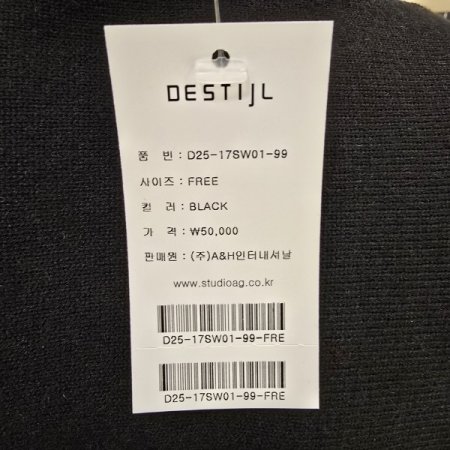 DESTIJL
품 번 : D25-17SW01-99
사이즈 : FREE
컬 러 : BLACK
가 격 : ₩50,000
판매원 : (주)A&H인터내셔날
www.studioag.co.kr
D25-17SW01-99-FRE
D25-17SW01-99-FRE